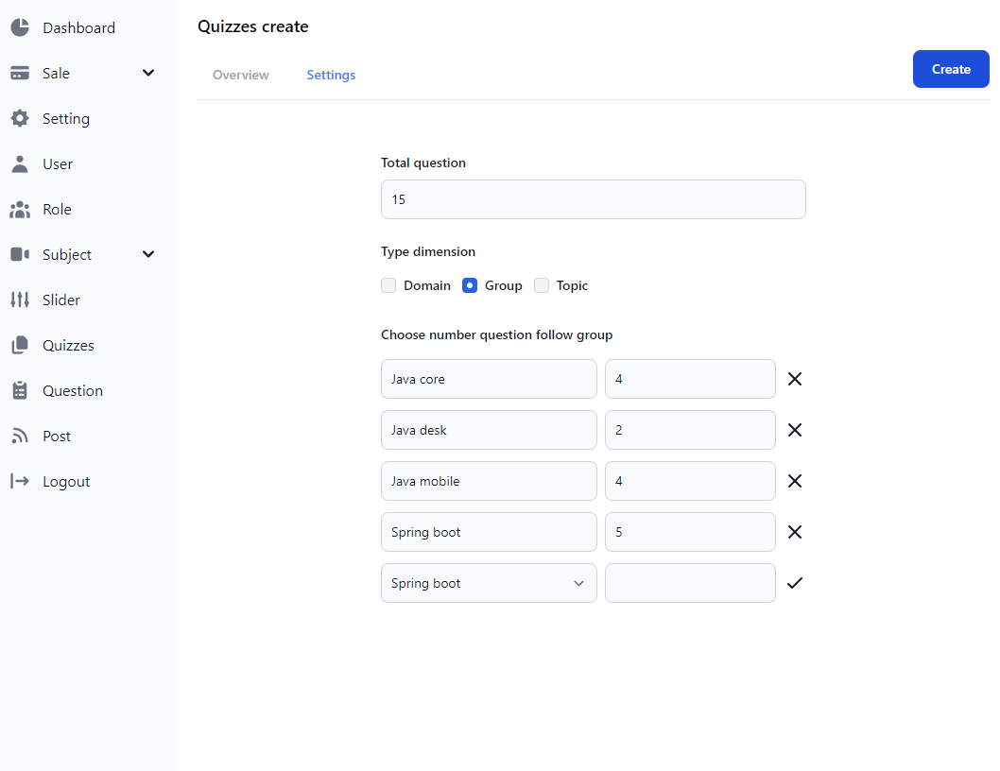 Dashboard
Sale
Setting
User
Role
Subject
Slider
Quizzes
Question
Post
Logout
Quizzes create
Overview Settings
Create
Total question
15
Type dimension
Domain Group Topic
Choose number question follow group
Java core 4
Java desk 2
Java mobile 4
Spring boot 5
Spring boot